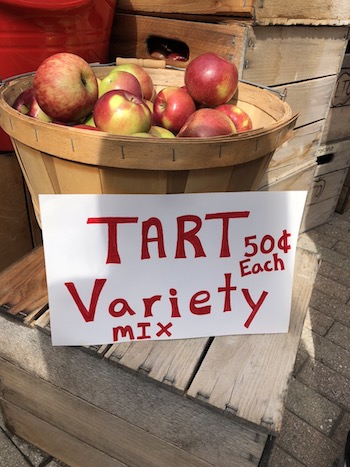 TART 50¢
Each
Variety
mix